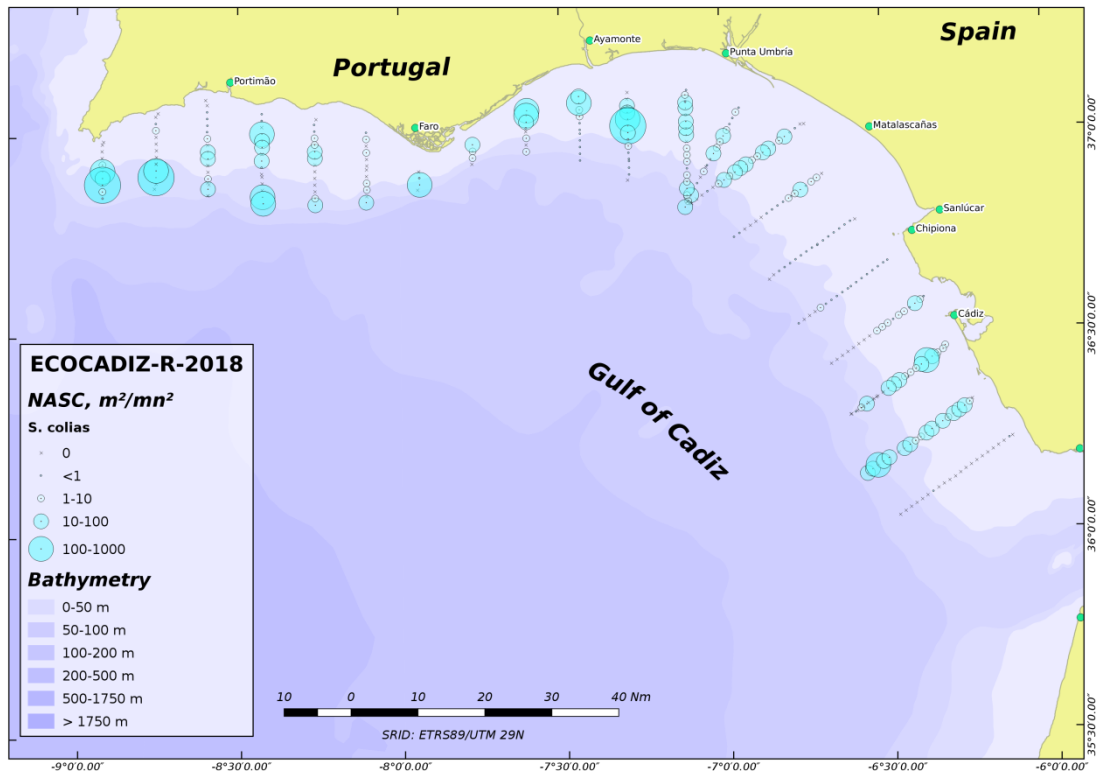 Spain
Ayamonte
Punta Umbría
Portugal
Portimão
Faro
Matalascañas
37°0'0.00"
Sanlúcar
Chipiona
Cádiz
36°30'0.00"
ECOCADIZ-R-2018
NASC, m²/mn²
S. colias
0
<1
1-10
10-100
100-1000
Bathymetry
0-50 m
50-100 m
100-200 m
200-500 m
500-1750 m
> 1750 m
Gulf of Cadiz
36°0'0.00"
10 0 10 20 30 40 Nm
SRID: ETRS89/UTM 29N
35°30'0.00"
-9°0'0.00" -8°30'0.00" -8°0'0.00" -7°30'0.00" -7°0'0.00" -6°30'0.00" -6°0'0.00"